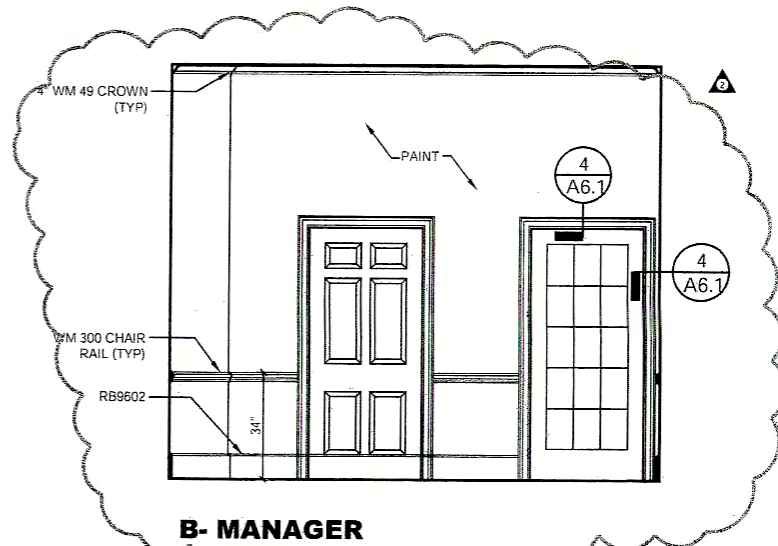 4" WM 49 CROWN
(TYP)
2
PAINT
4
A6.1
4
A6.1
WM 300 CHAIR
RAIL (TYP)
RB9602
34"
B- MANAGER